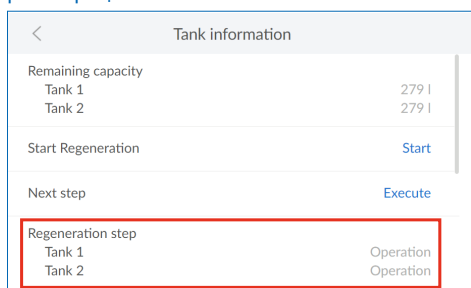 Tank information
Remaining capacity
Tank 1 279 l
Tank 2 279 l
Start Regeneration Start
Next step Execute
Regeneration step
Tank 1 Operation
Tank 2 Operation